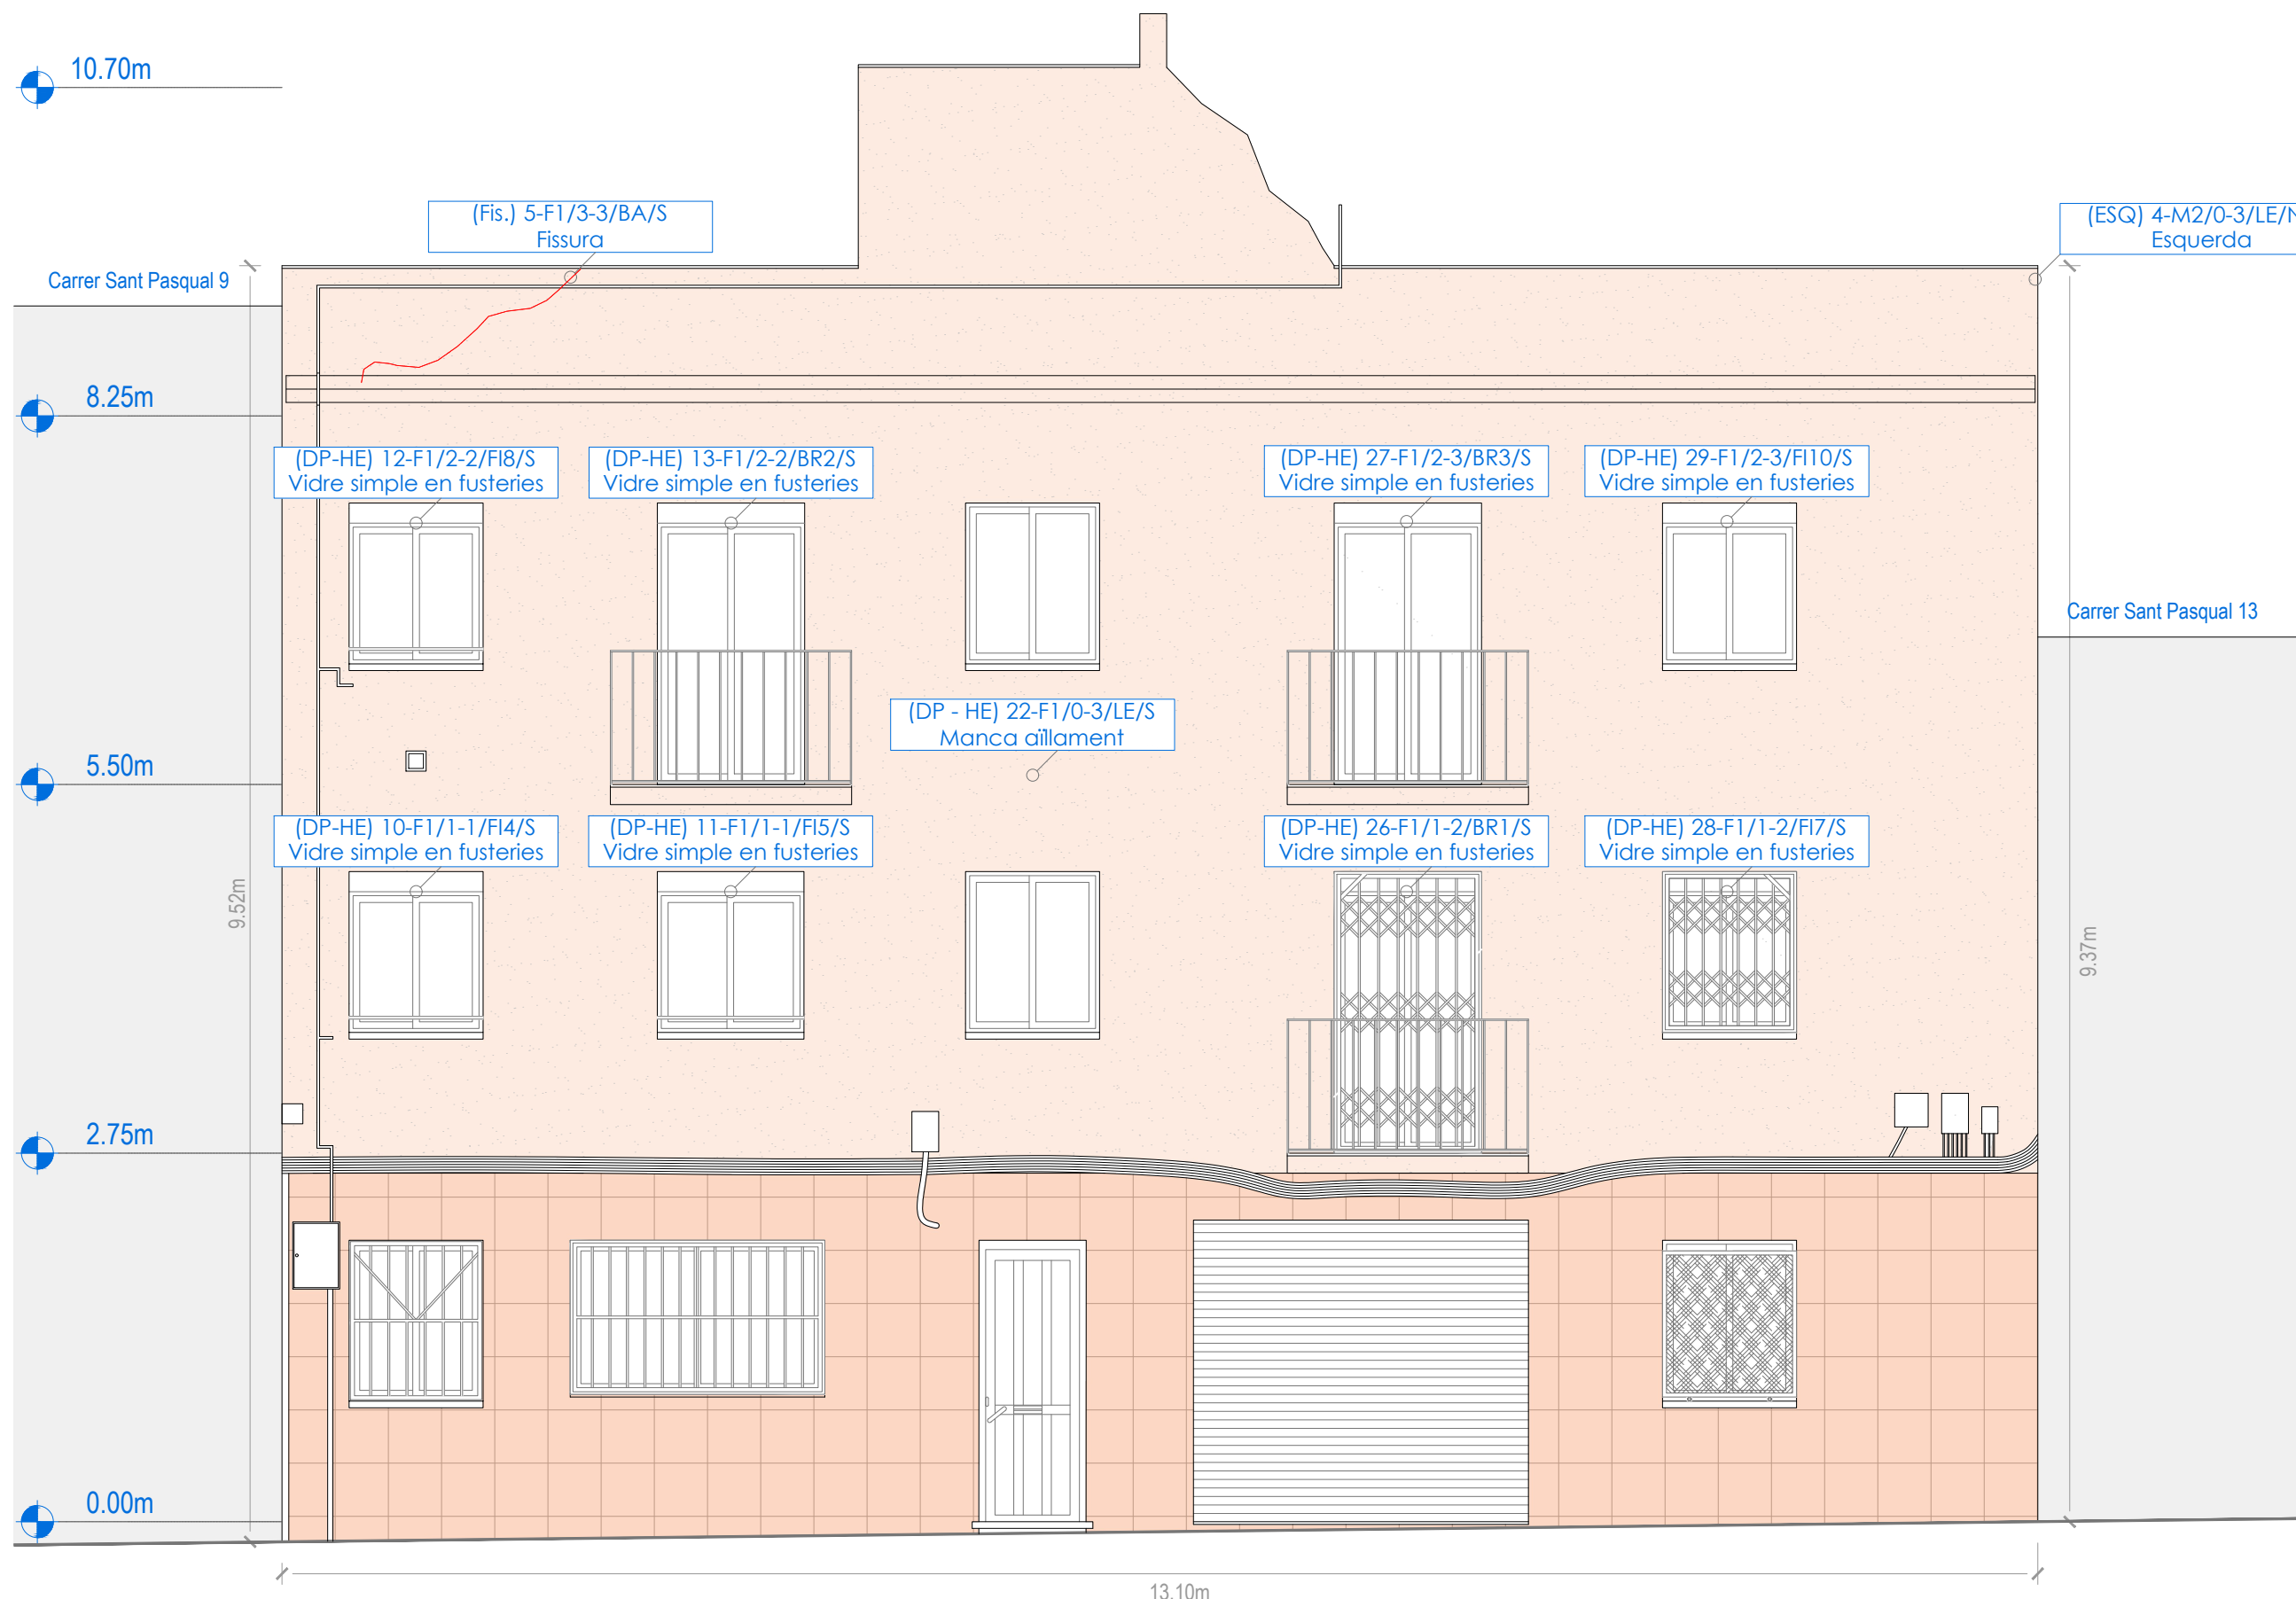 10.70m
(Fis.) 5-F1/3-3/BA/S
Fissura
(ESQ) 4-M2/0-3/LE/N
Esquerda
Carrer Sant Pasqual 9
8.25m
(DP-HE) 12-F1/2-2/FI8/S
Vidre simple en fusteries
(DP-HE) 13-F1/2-2/BR2/S
Vidre simple en fusteries
(DP-HE) 27-F1/2-3/BR3/S
Vidre simple en fusteries
(DP-HE) 29-F1/2-3/FI10/S
Vidre simple en fusteries
Carrer Sant Pasqual 13
(DP - HE) 22-F1/0-3/LE/S
Manca aïllament
5.50m
(DP-HE) 10-F1/1-1/FI4/S
Vidre simple en fusteries
(DP-HE) 11-F1/1-1/FI5/S
Vidre simple en fusteries
(DP-HE) 26-F1/1-2/BR1/S
Vidre simple en fusteries
(DP-HE) 28-F1/1-2/FI7/S
Vidre simple en fusteries
9.52m
9.37m
2.75m
0.00m
13.10m